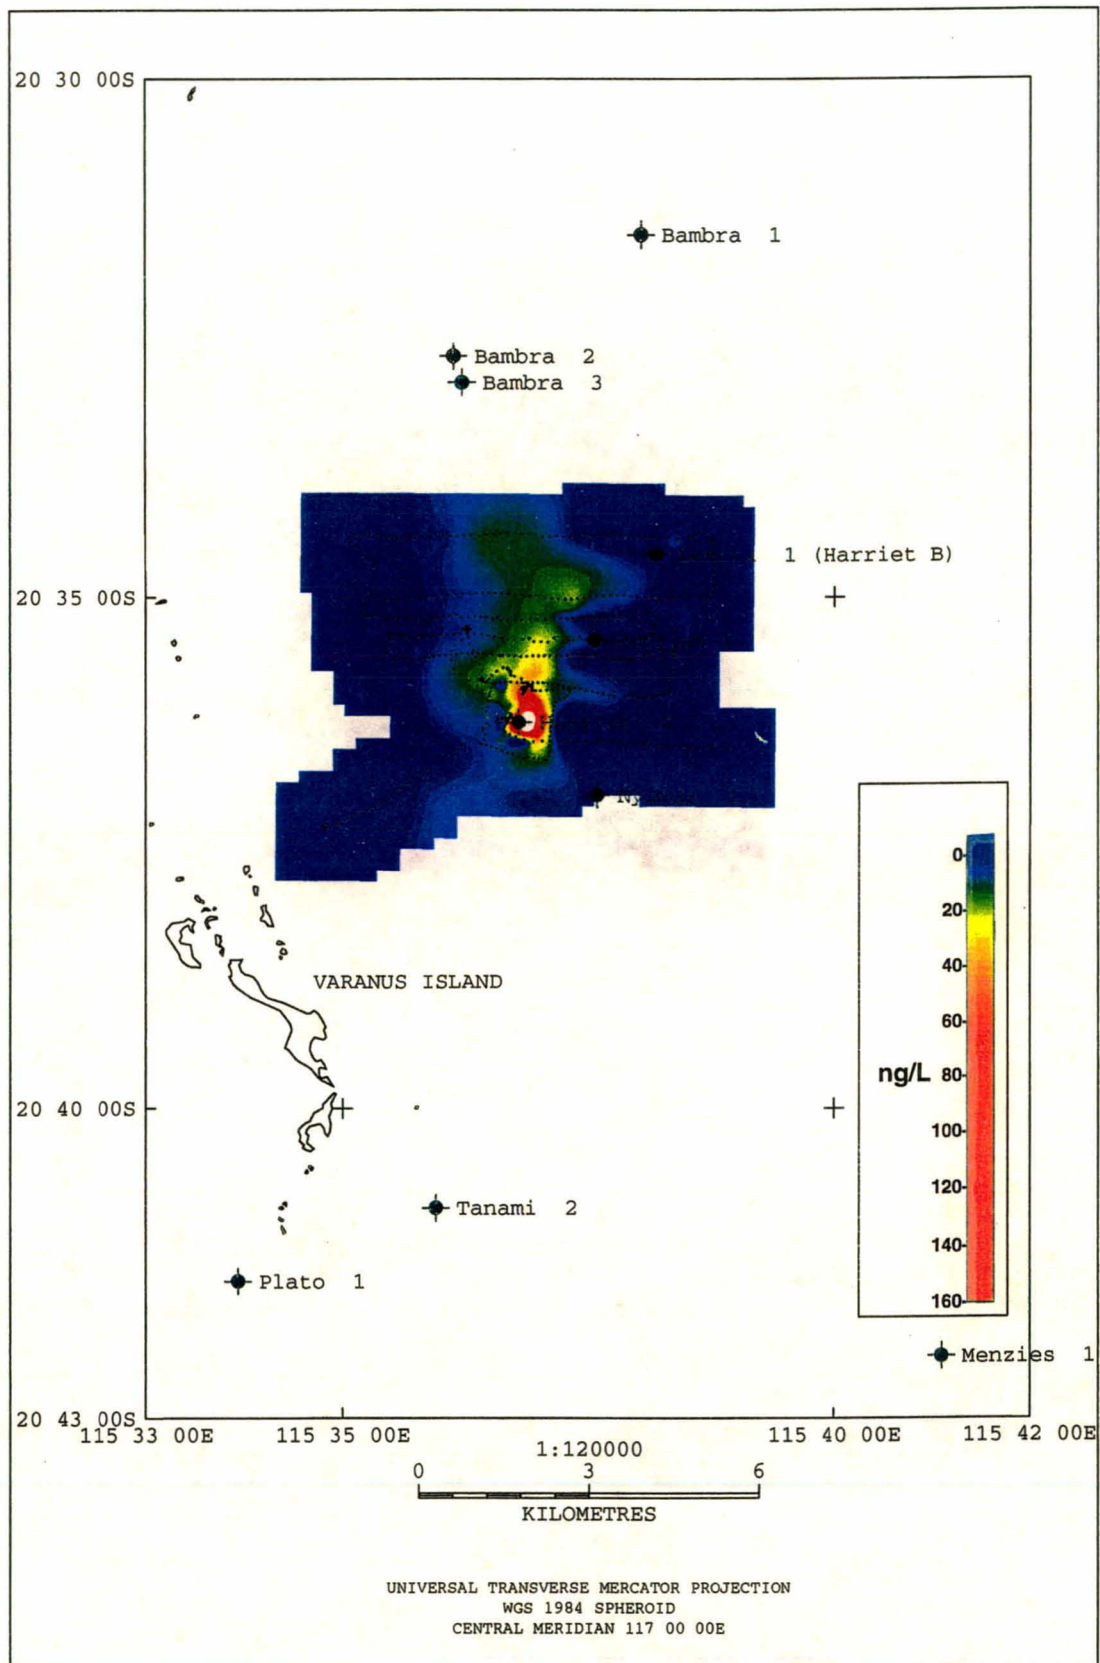 20 30 00S
Bambra 1
Bambra 2
Bambra 3
1 (Harriet B)
20 35 00S
VARANUS ISLAND
0
20
40
60
ng/L
80
100
120
140
160
20 40 00S
Tanami 2
Plato 1
Menzies 1
20 43 00S
115 33 00E
115 35 00E
115 40 00E
115 42 00E
1:120000
0
3
6
KILOMETRES
UNIVERSAL TRANSVERSE MERCATOR PROJECTION
WGS 1984 SPHEROID
CENTRAL MERIDIAN 117 00 00E